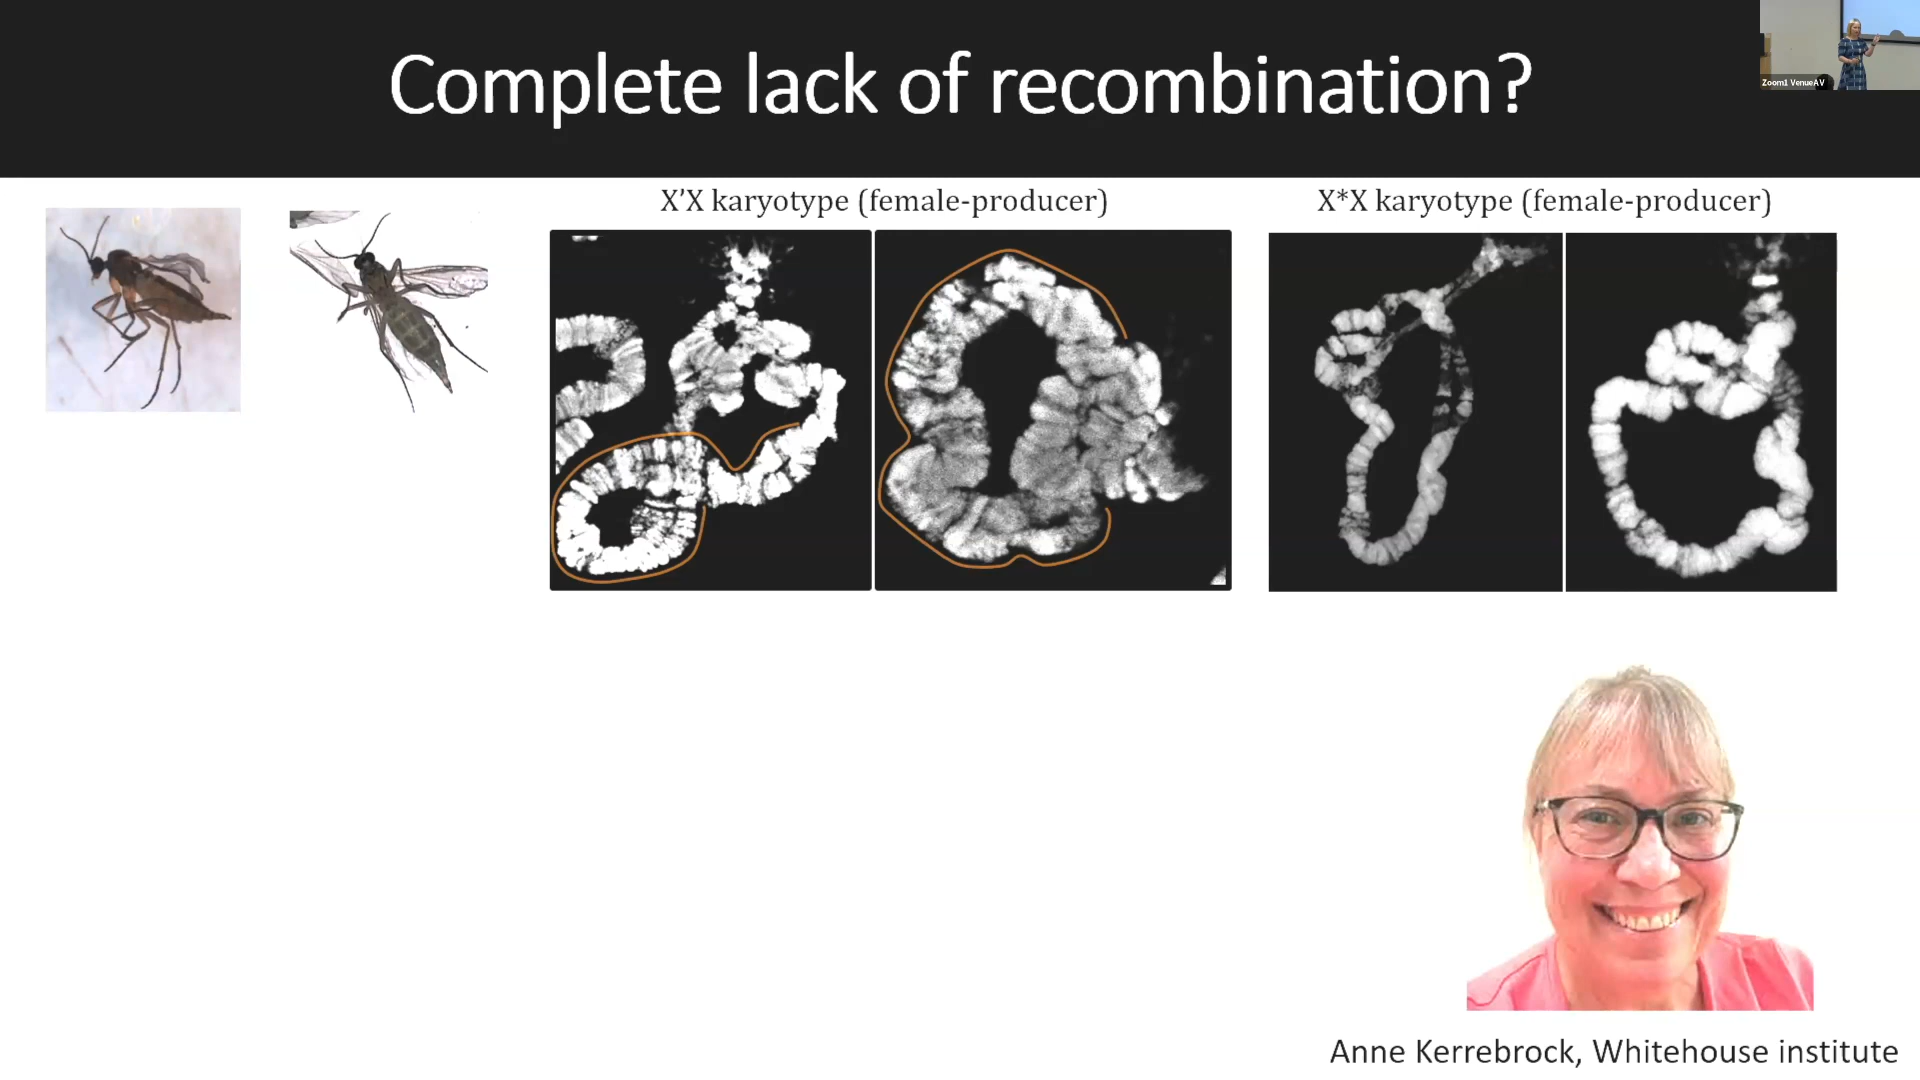 Complete lack of recombination?
Zoom1 VenueAV
X’X karyotype (female-producer)
X*X karyotype (female-producer)
Anne Kerrebrock, Whitehouse institute